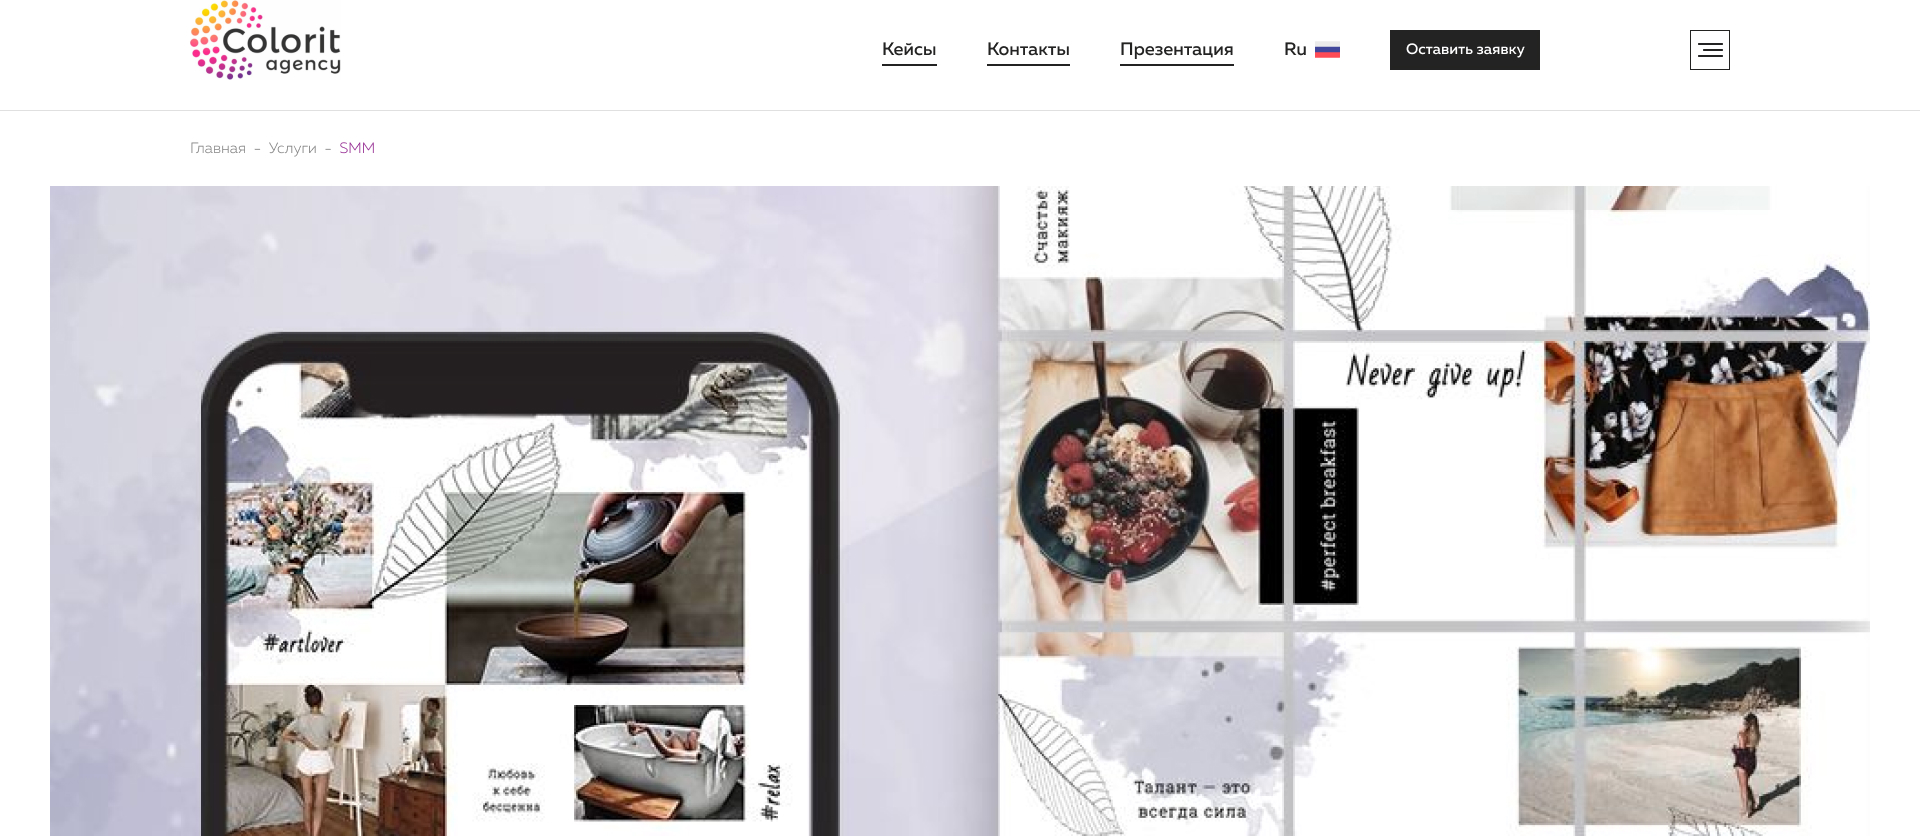 Colorit
agency
Кейсы
Контакты
Презентация
Ru
Оставить заявку
Главная - Услуги - SMM
#artlover
Любовь
к себе
бесценна
#relax
Счастье
макияж
Never give up!
#perfect breakfast
Талант — это
всегда сила